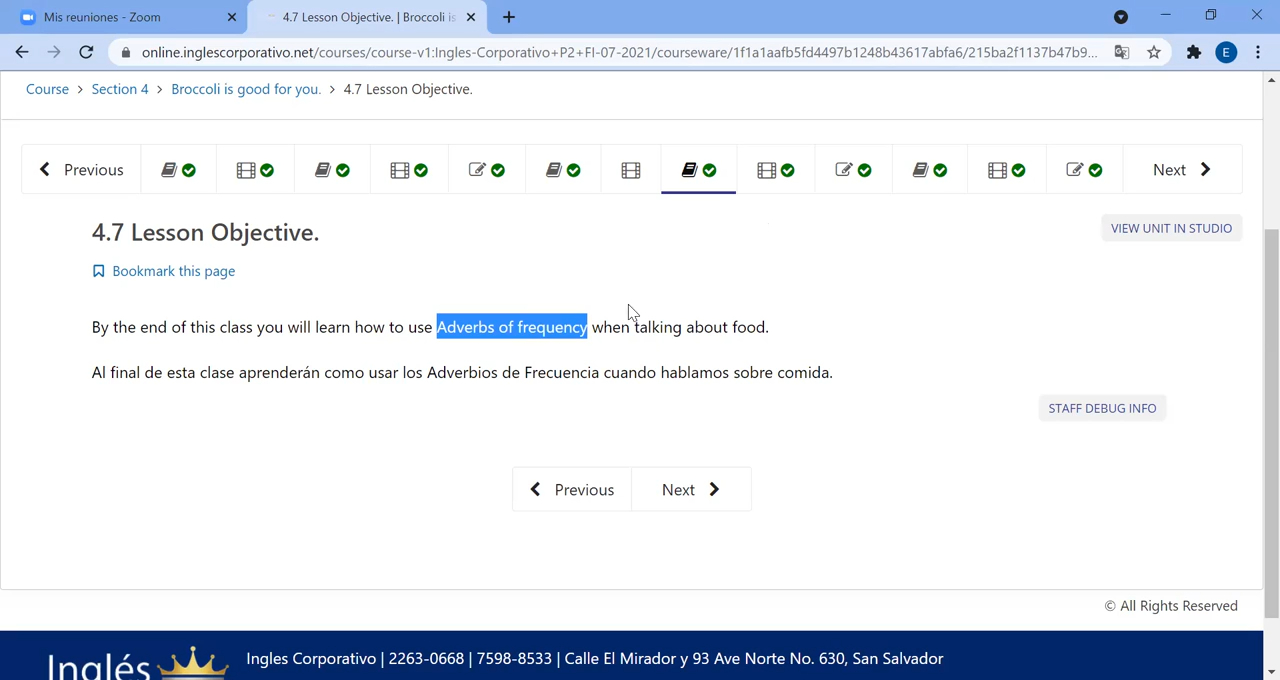 Mis reuniones - Zoom
4.7 Lesson Objective. | Broccoli is
online.inglescorporativo.net/courses/course-v1:Ingles-Corporativo+P2+FI-07-2021/courseware/1f1a1aafb5fd4497b1248b43617abfa6/215ba2f1137b47b9...
E
Course > Section 4 > Broccoli is good for you. > 4.7 Lesson Objective.
Previous
Next
4.7 Lesson Objective.
VIEW UNIT IN STUDIO
Bookmark this page
By the end of this class you will learn how to use Adverbs of frequency when talking about food.
Al final de esta clase aprenderán como usar los Adverbios de Frecuencia cuando hablamos sobre comida.
STAFF DEBUG INFO
Previous
Next
© All Rights Reserved
Inglés
Ingles Corporativo | 2263-0668 | 7598-8533 | Calle El Mirador y 93 Ave Norte No. 630, San Salvador